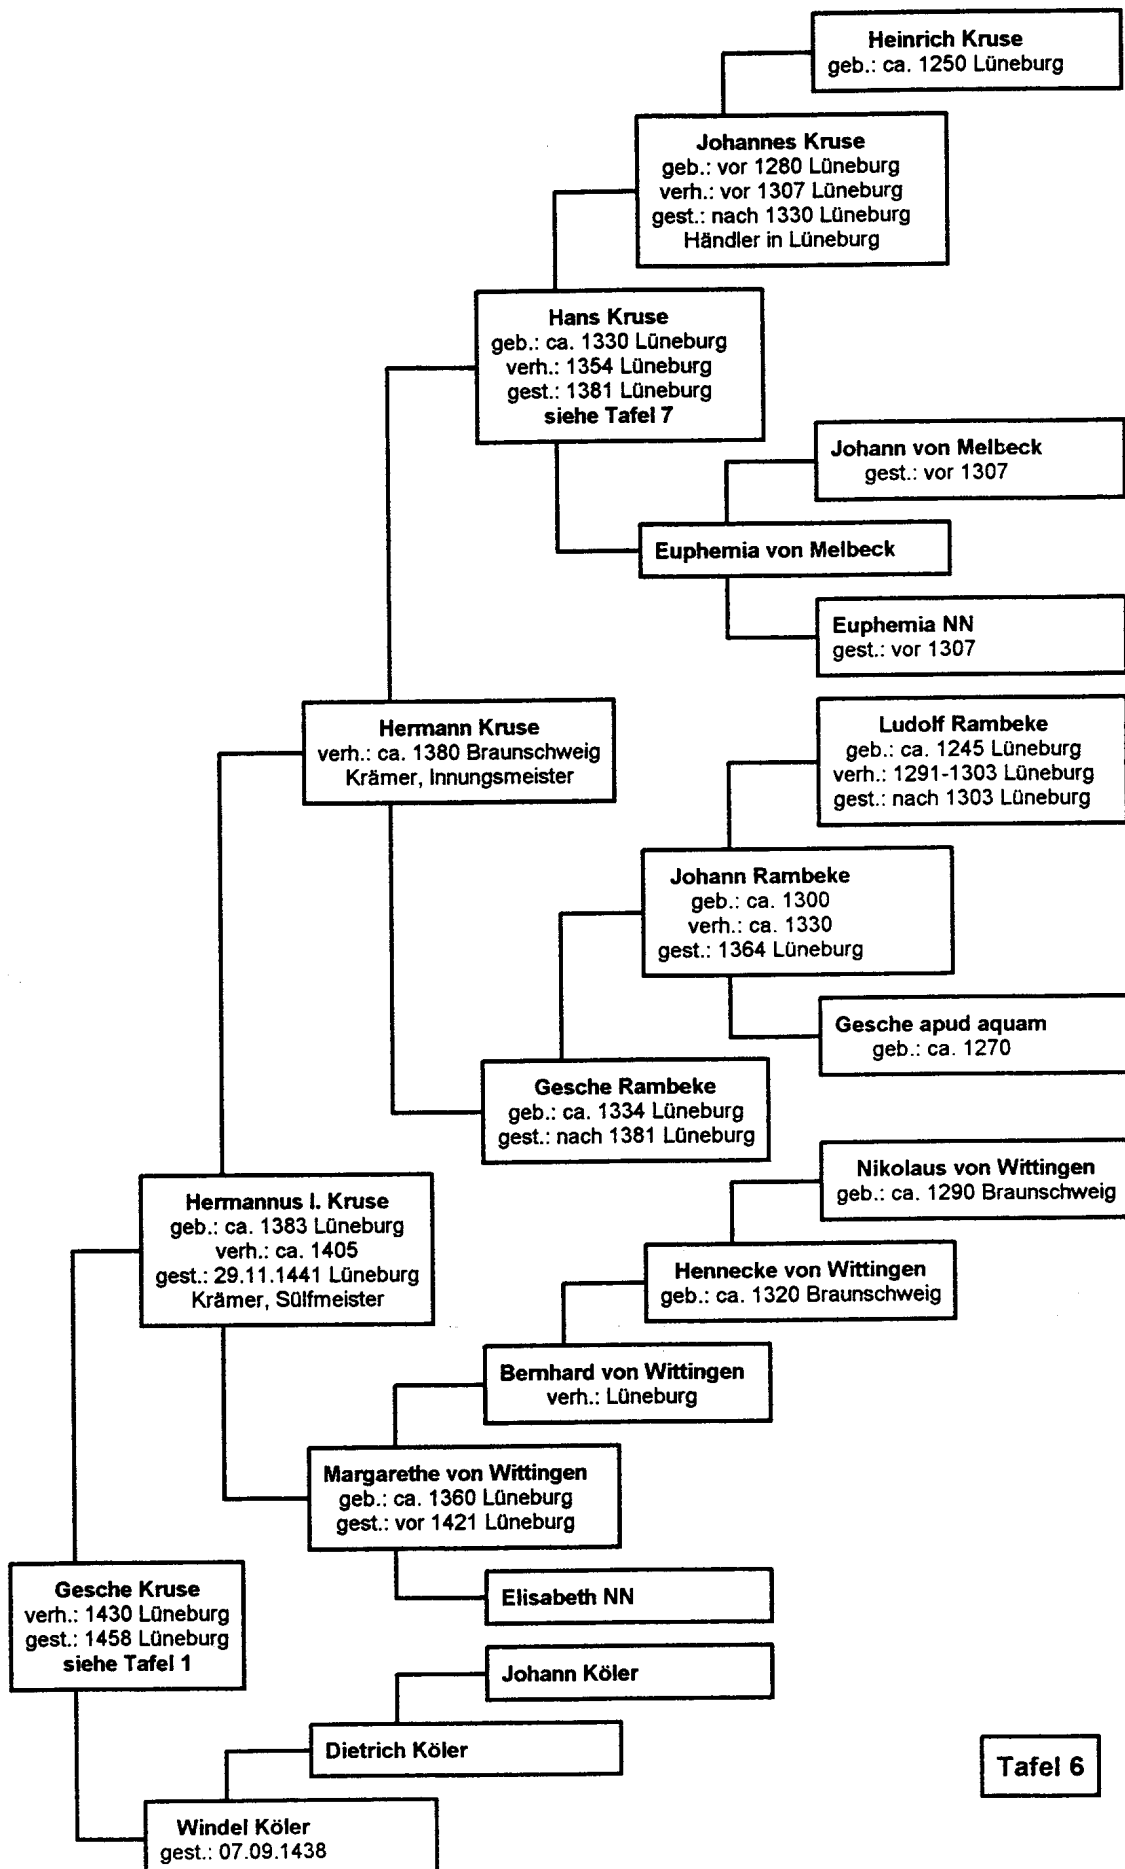 Heinrich Kruse
geb.: ca. 1250 Lüneburg
Johannes Kruse
geb.: vor 1280 Lüneburg
verh.: vor 1307 Lüneburg
gest.: nach 1330 Lüneburg
Händler in Lüneburg
Hans Kruse
geb.: ca. 1330 Lüneburg
verh.: 1354 Lüneburg
gest.: 1381 Lüneburg
siehe Tafel 7
Johann von Melbeck
gest.: vor 1307
Euphemia von Melbeck
Euphemia NN
gest.: vor 1307
Hermann Kruse
verh.: ca. 1380 Braunschweig
Krämer, Innungsmeister
Ludolf Rambeke
geb.: ca. 1245 Lüneburg
verh.: 1291-1303 Lüneburg
gest.: nach 1303 Lüneburg
Johann Rambeke
geb.: ca. 1300
verh.: ca. 1330
gest.: 1364 Lüneburg
Gesche apud aquam
geb.: ca. 1270
Gesche Rambeke
geb.: ca. 1334 Lüneburg
gest.: nach 1381 Lüneburg
Nikolaus von Wittingen
geb.: ca. 1290 Braunschweig
Hermannus I. Kruse
geb.: ca. 1383 Lüneburg
verh.: ca. 1405
gest.: 29.11.1441 Lüneburg
Krämer, Sülfmeister
Hennecke von Wittingen
geb.: ca. 1320 Braunschweig
Bernhard von Wittingen
verh.: Lüneburg
Margarethe von Wittingen
geb.: ca. 1360 Lüneburg
gest.: vor 1421 Lüneburg
Elisabeth NN
Gesche Kruse
verh.: 1430 Lüneburg
gest.: 1458 Lüneburg
siehe Tafel 1
Johann Köler
Dietrich Köler
Tafel 6
Windel Köler
gest.: 07.09.1438